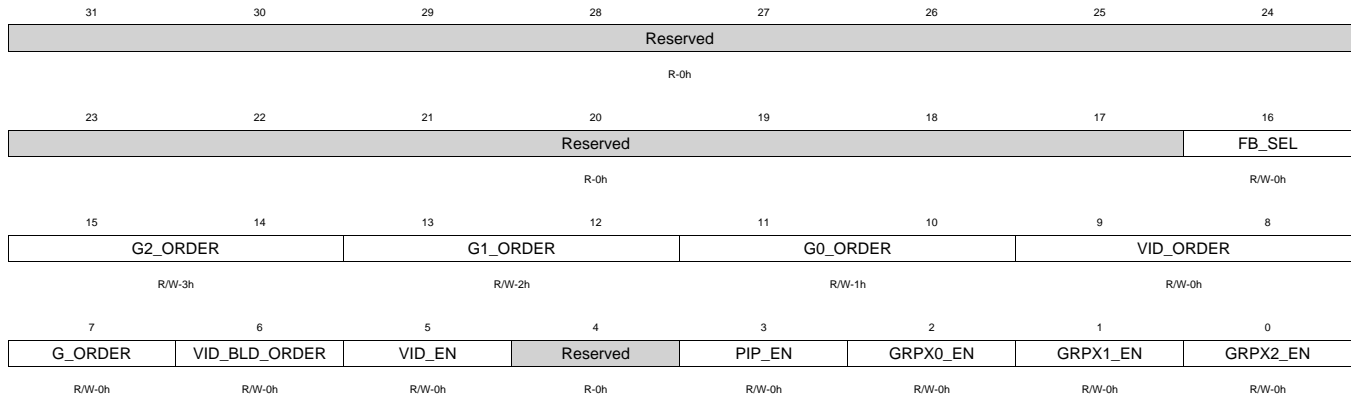 31 30 29 28 27 26 25 24
Reserved
R-0h
23 22 21 20 19 18 17 16
Reserved FB_SEL
R-0h R/W-0h
15 14 13 12 11 10 9 8
G2_ORDER G1_ORDER G0_ORDER VID_ORDER
R/W-3h R/W-2h R/W-1h R/W-0h
7 6 5 4 3 2 1 0
G_ORDER VID_BLD_ORDER VID_EN Reserved PIP_EN GRPX0_EN GRPX1_EN GRPX2_EN
R/W-0h R/W-0h R/W-0h R-0h R/W-0h R/W-0h R/W-0h R/W-0h